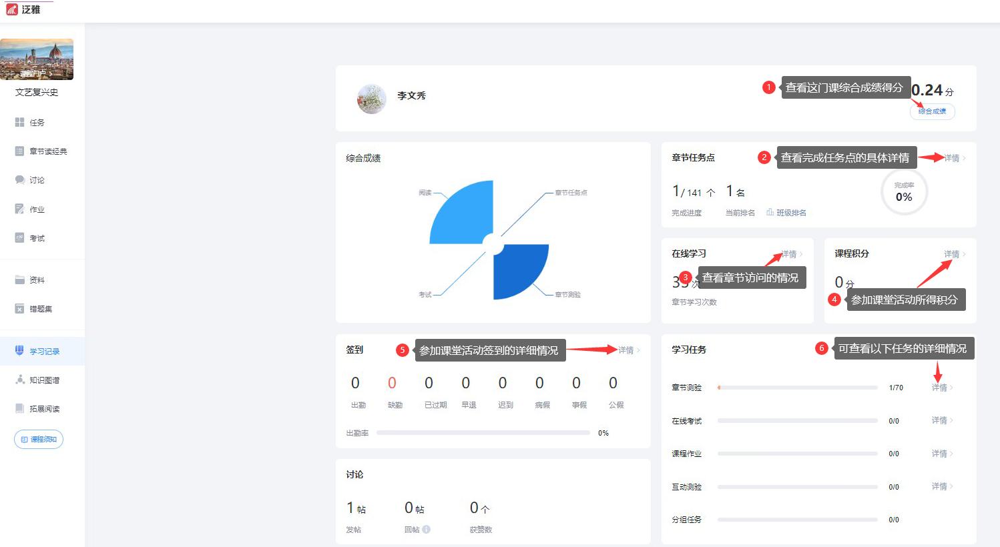 泛雅
课程门户 >
文艺复兴史
任务
章节读经典
讨论
作业
考试
资料
错题集
学习记录
知识图谱
拓展阅读
课程须知
李文秀
1 查看这门课综合成绩得分
0.24 分
综合成绩
综合成绩
阅读
章节任务点
考试
章节测验
章节任务点
2 查看完成任务点的具体详情
详情 >
1/ 141 个
1 名
完成进度
当前排名
班级排名
完成率
0%
在线学习
详情 >
3 查看章节访问的情况
次
章节学习次数
课程积分
详情 >
0 分
4 参加课堂活动所得积分
签到
5 参加课堂活动签到的详细情况
详情 >
0 0 0 0 0 0 0 0
出勤 缺勤 已过期 早退 迟到 病假 事假 公假
出勤率 0%
讨论
1 帖 0 帖 0 个
发帖 回帖 获赞数
学习任务
6 可查看以下任务的详细情况
章节测验 1/70 详情 >
在线考试 0/0 详情 >
课程作业 0/0 详情 >
互动测验 0/0 详情 >
分组任务 0/0